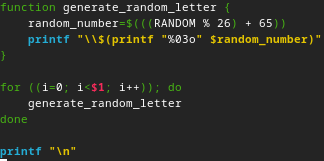 function generate_random_letter {
    random_number=$(((RANDOM % 26) + 65))
    printf "\\$(printf "%03o" $random_number)"
}

for ((i=0; i<$1; i++)); do
    generate_random_letter
done

printf "\n"